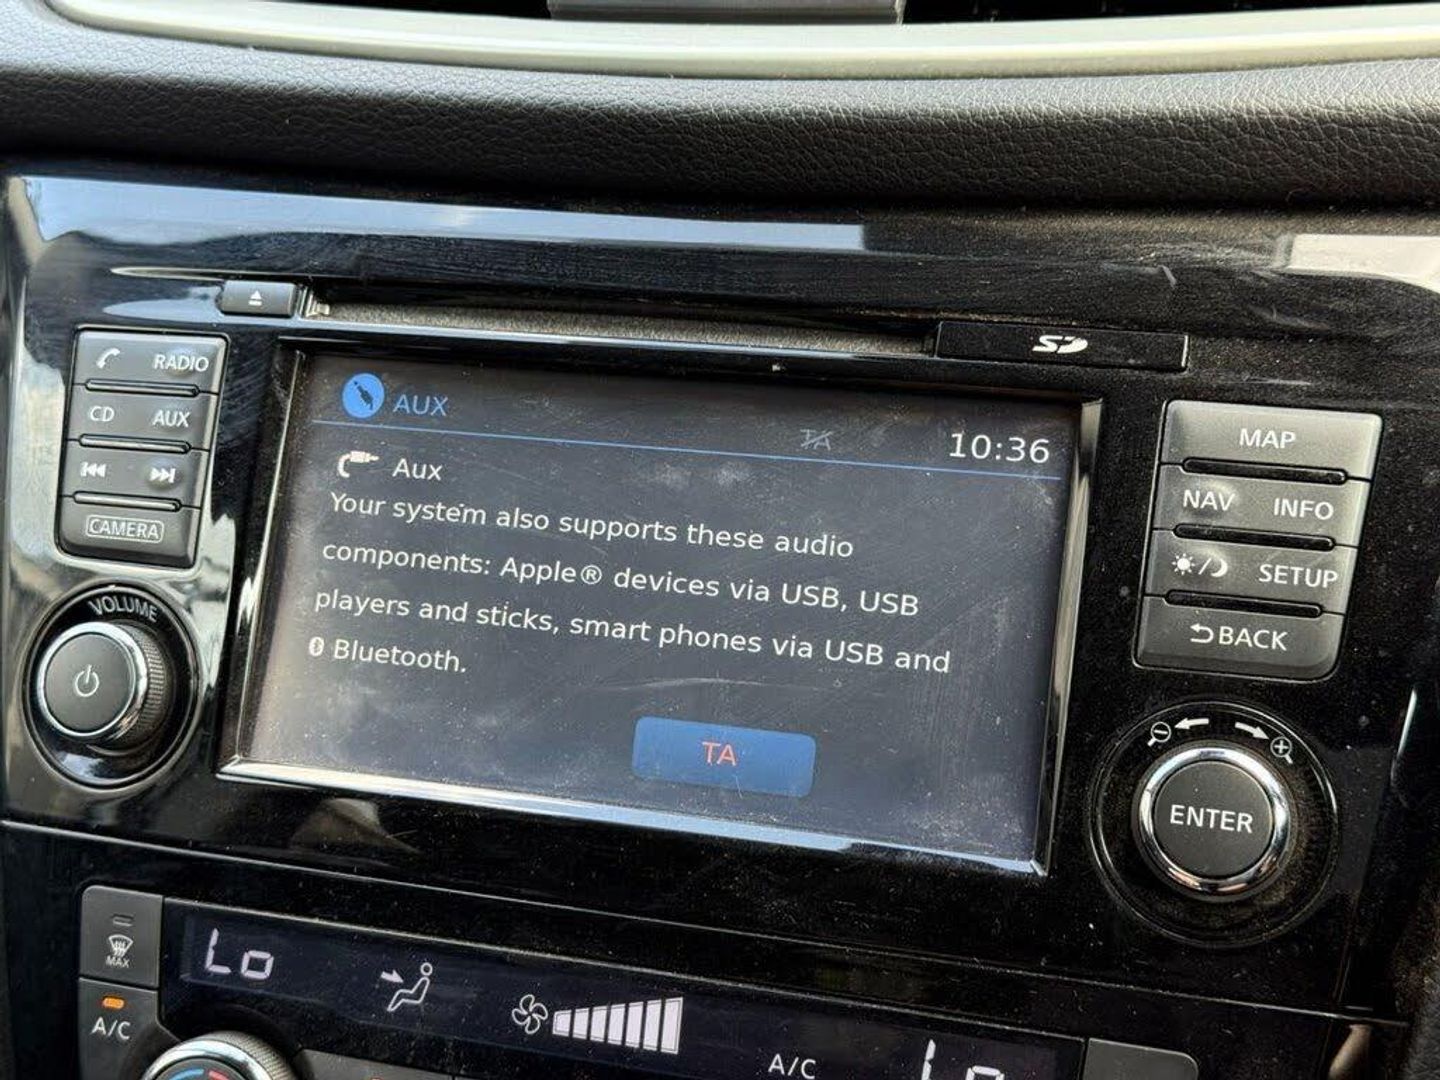 SD
RADIO
CD AUX
CAMERA
VOLUME
AUX
TA
10:36
Aux
Your system also supports these audio
components: Apple® devices via USB, USB
players and sticks, smart phones via USB and
Bluetooth.
TA
MAP
NAV INFO
SETUP
BACK
ENTER
MAX
A/C
Lo
A/C
Lo